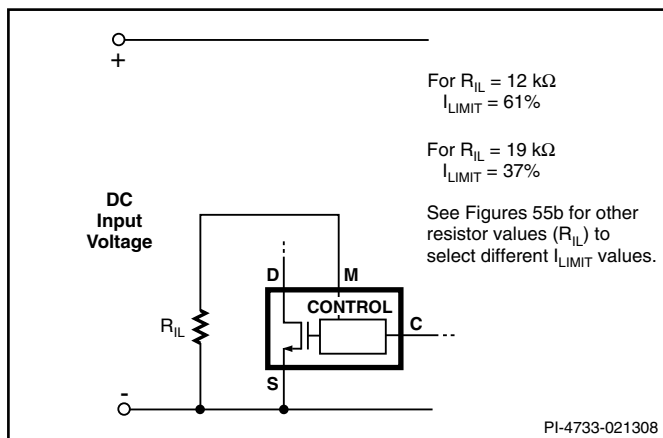 +
For R_IL = 12 kΩ
I_LIMIT = 61%
For R_IL = 19 kΩ
I_LIMIT = 37%
See Figures 55b for other
resistor values (R_IL) to
select different I_LIMIT values.
DC
Input
Voltage
D M
CONTROL
C
R_IL
S
-
PI-4733-021308